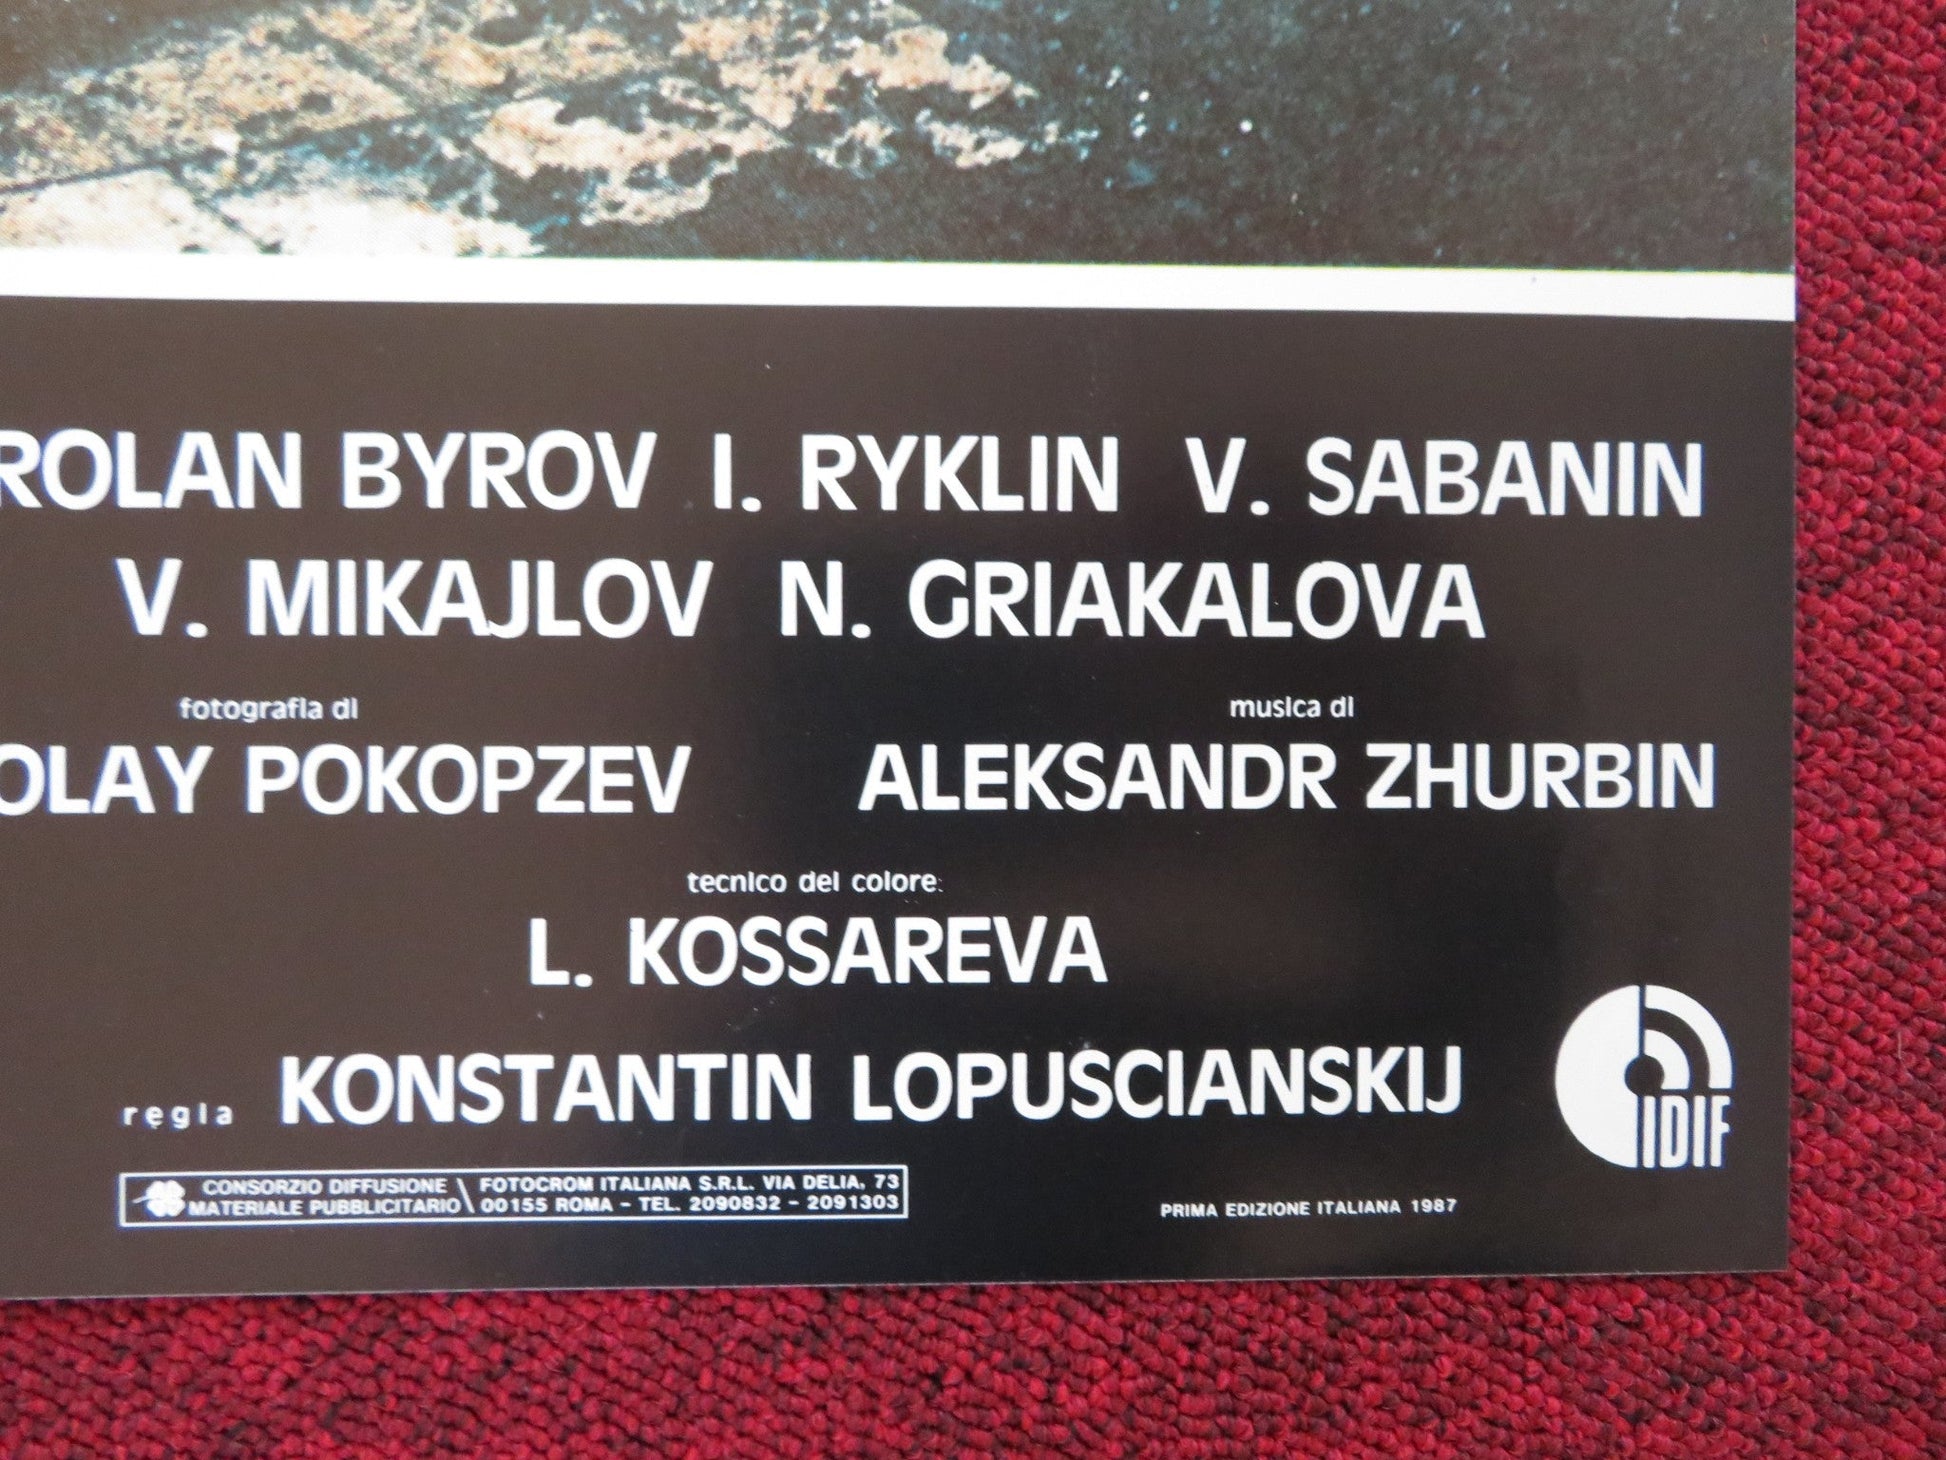 ROLAN BYROV I. RYKLIN V. SABANIN
V. MIKAJLOV N. GRIAKALOVA
fotografia di
OLAY POKOPZEV
musica di
ALEKSANDR ZHURBIN
tecnico del colore:
L. KOSSAREVA
regia KONSTANTIN LOPUSCIANSKIJ
IDIF
CONSORZIO DIFFUSIONE \ FOTOCROM ITALIANA S.R.L. VIA DELIA, 73
MATERIALE PUBBLICITARIO \ 00155 ROMA - TEL. 2090832 - 2091303
PRIMA EDIZIONE ITALIANA 1987